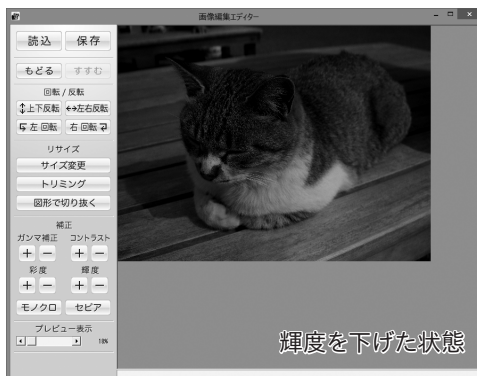 画像編集エディター
読込 保存
もどる すすむ
回転 / 反転
上下反転 左右反転
左回転 右回転
リサイズ
サイズ変更
トリミング
図形で切り抜く
補正
ガンマ補正 コントラスト
+ − + −
彩度 輝度
+ − + −
モノクロ セピア
プレビュー表示
18%
輝度を下げた状態